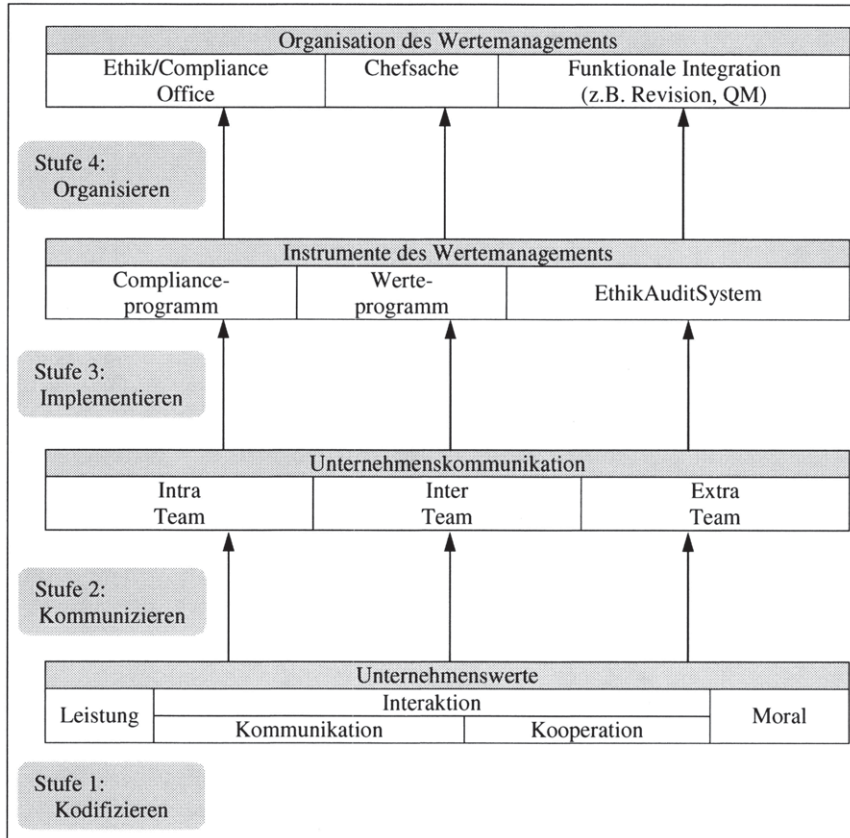 Organisation des Wertemanagements
Ethik/Compliance
Office
Chefsache
Funktionale Integration
(z.B. Revision, QM)
Stufe 4:
Organisieren
Instrumente des Wertemanagements
Compliance-
programm
Werte-
programm
EthikAuditSystem
Stufe 3:
Implementieren
Unternehmenskommunikation
Intra
Team
Inter
Team
Extra
Team
Stufe 2:
Kommunizieren
Unternehmenswerte
Leistung
Interaktion
Kommunikation
Kooperation
Moral
Stufe 1:
Kodifizieren